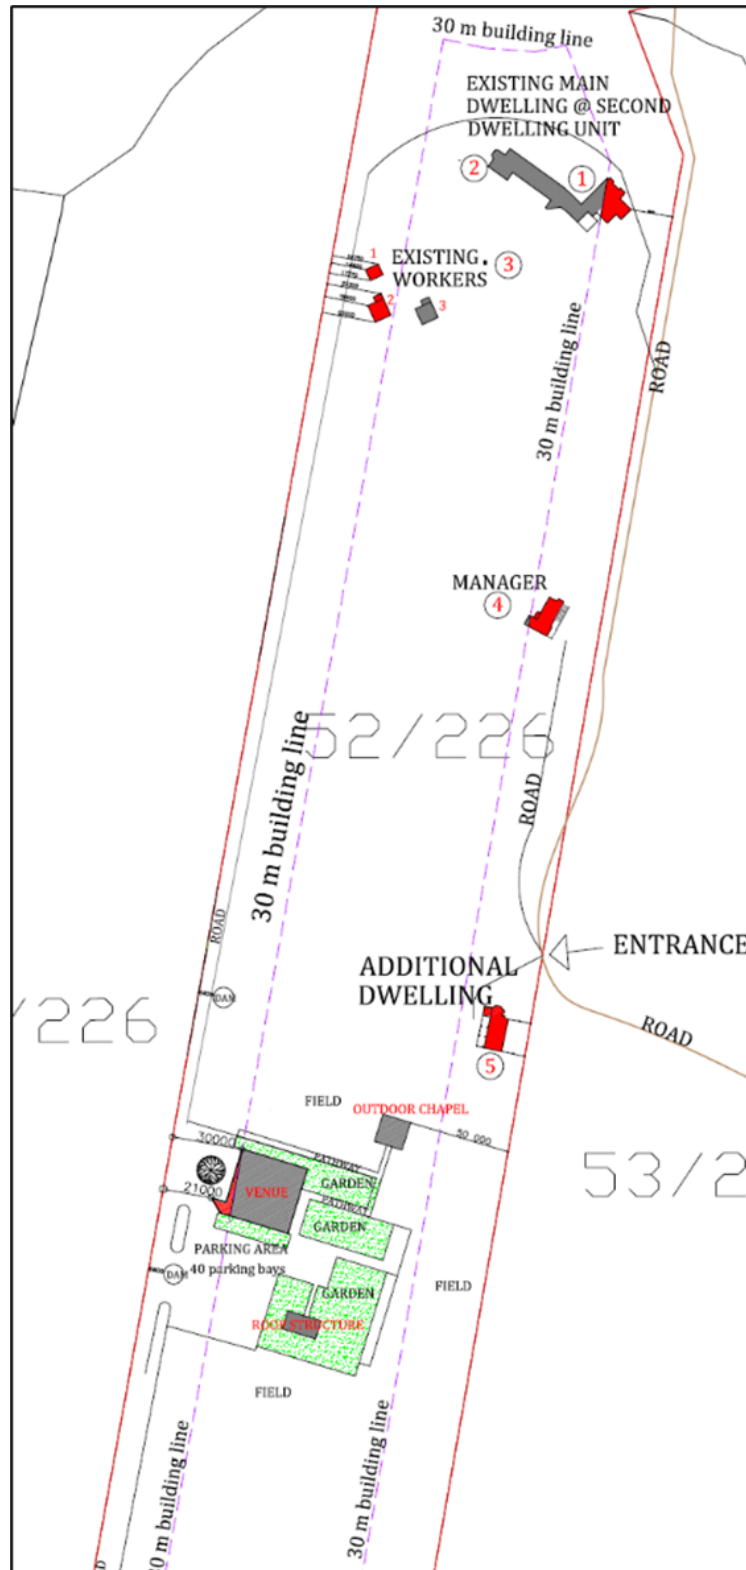 30 m building line
EXISTING MAIN
DWELLING @ SECOND
DWELLING UNIT
2
1
1
EXISTING.
WORKERS
3
2
3
30 m building line
ROAD
MANAGER
4
52/226
30 m building line
ROAD
ROAD
ENTRANCE
ADDITIONAL
DWELLING
DAM
/226
ROAD
5
FIELD
OUTDOOR CHAPEL
30000
50 000
PATHWAY
GARDEN
53/2
21000
VENUE
PATHWAY
GARDEN
PARKING AREA
40 parking bays
DAM
GARDEN
FIELD
ROOF STRUCTURE
FIELD
30 m building line
30 m building line